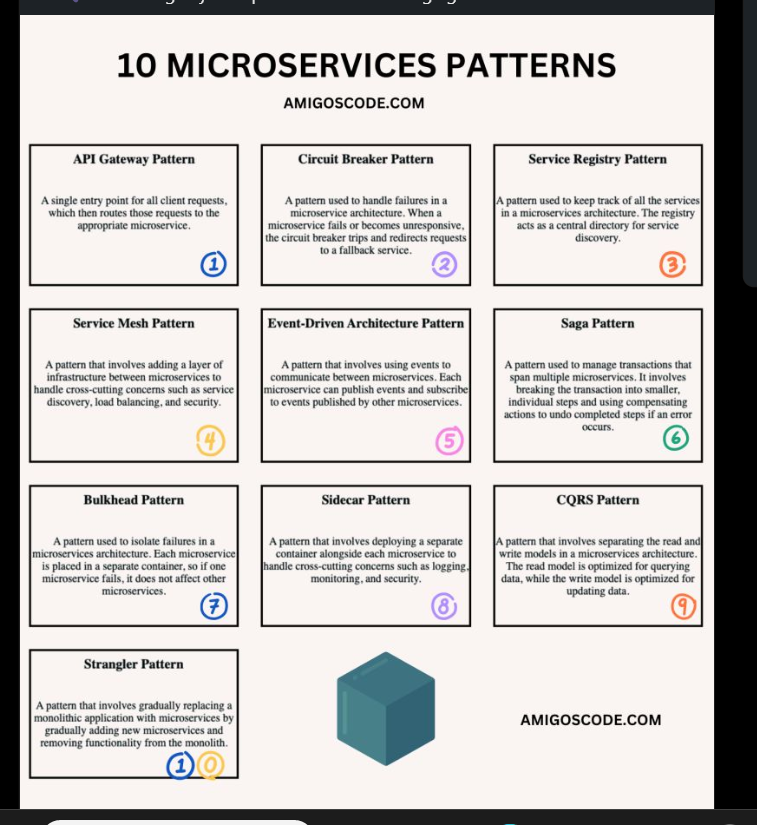 10 MICROSERVICES PATTERNS
AMIGOSCODE.COM
API Gateway Pattern
A single entry point for all client requests,
which then routes those requests to the
appropriate microservice.
1
Circuit Breaker Pattern
A pattern used to handle failures in a
microservice architecture. When a
microservice fails or becomes unresponsive,
the circuit breaker trips and redirects requests
to a fallback service.
2
Service Registry Pattern
A pattern used to keep track of all the services
in a microservices architecture. The registry
acts as a central directory for service
discovery.
3
Service Mesh Pattern
A pattern that involves adding a layer of
infrastructure between microservices to
handle cross-cutting concerns such as service
discovery, load balancing, and security.
4
Event-Driven Architecture Pattern
A pattern that involves using events to
communicate between microservices. Each
microservice can publish events and subscribe
to events published by other microservices.
5
Saga Pattern
A pattern used to manage transactions that
span multiple microservices. It involves
breaking the transaction into smaller,
individual steps and using compensating
actions to undo completed steps if an error
occurs.
6
Bulkhead Pattern
A pattern used to isolate failures in a
microservices architecture. Each microservice
is placed in a separate container, so if one
microservice fails, it does not affect other
microservices.
7
Sidecar Pattern
A pattern that involves deploying a separate
container alongside each microservice to
handle cross-cutting concerns such as logging,
monitoring, and security.
8
CQRS Pattern
A pattern that involves separating the read and
write models in a microservices architecture.
The read model is optimized for querying
data, while the write model is optimized for
updating data.
9
Strangler Pattern
A pattern that involves gradually replacing a
monolithic application with microservices by
gradually adding new microservices and
removing functionality from the monolith.
10
AMIGOSCODE.COM